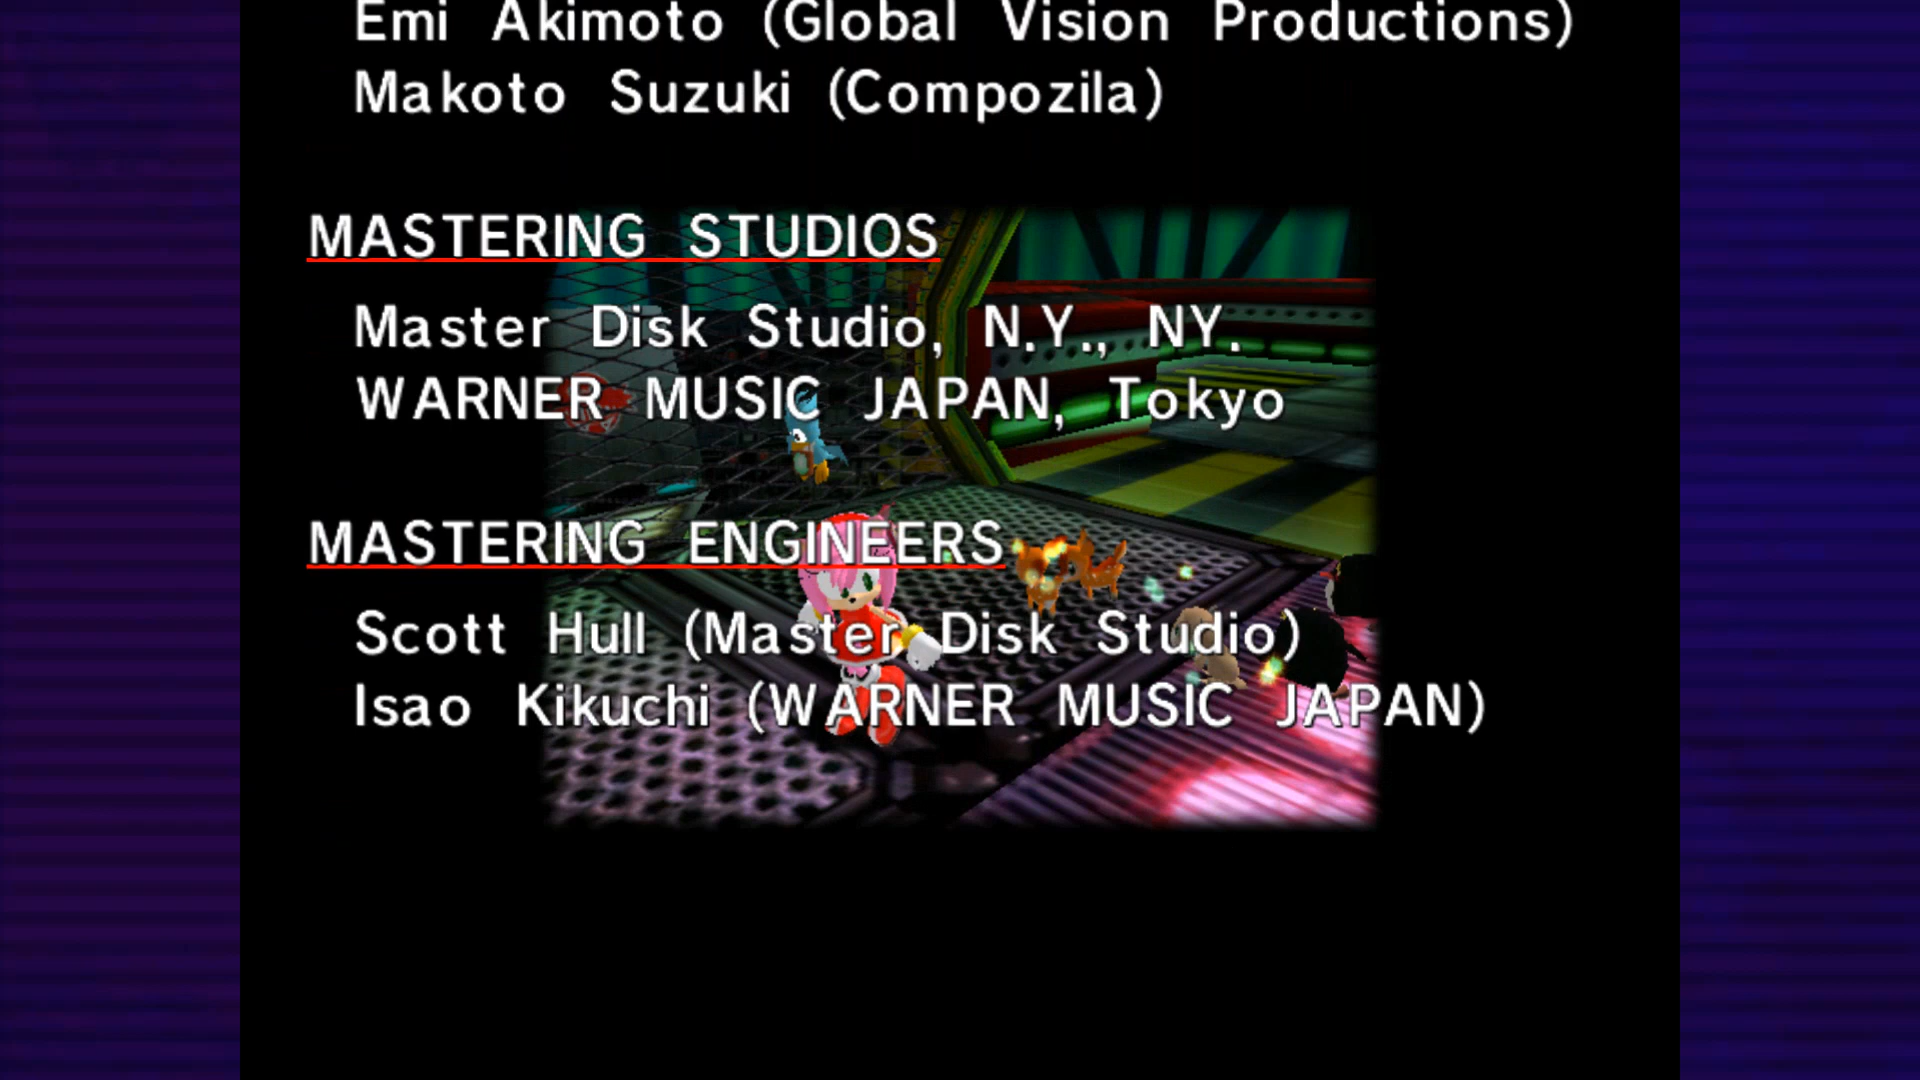 Emi Akimoto (Global Vision Productions)
Makoto Suzuki (Compozila)
MASTERING STUDIOS
Master Disk Studio, N.Y., NY.
WARNER MUSIC JAPAN, Tokyo
MASTERING ENGINEERS
Scott Hull (Master Disk Studio)
Isao Kikuchi (WARNER MUSIC JAPAN)